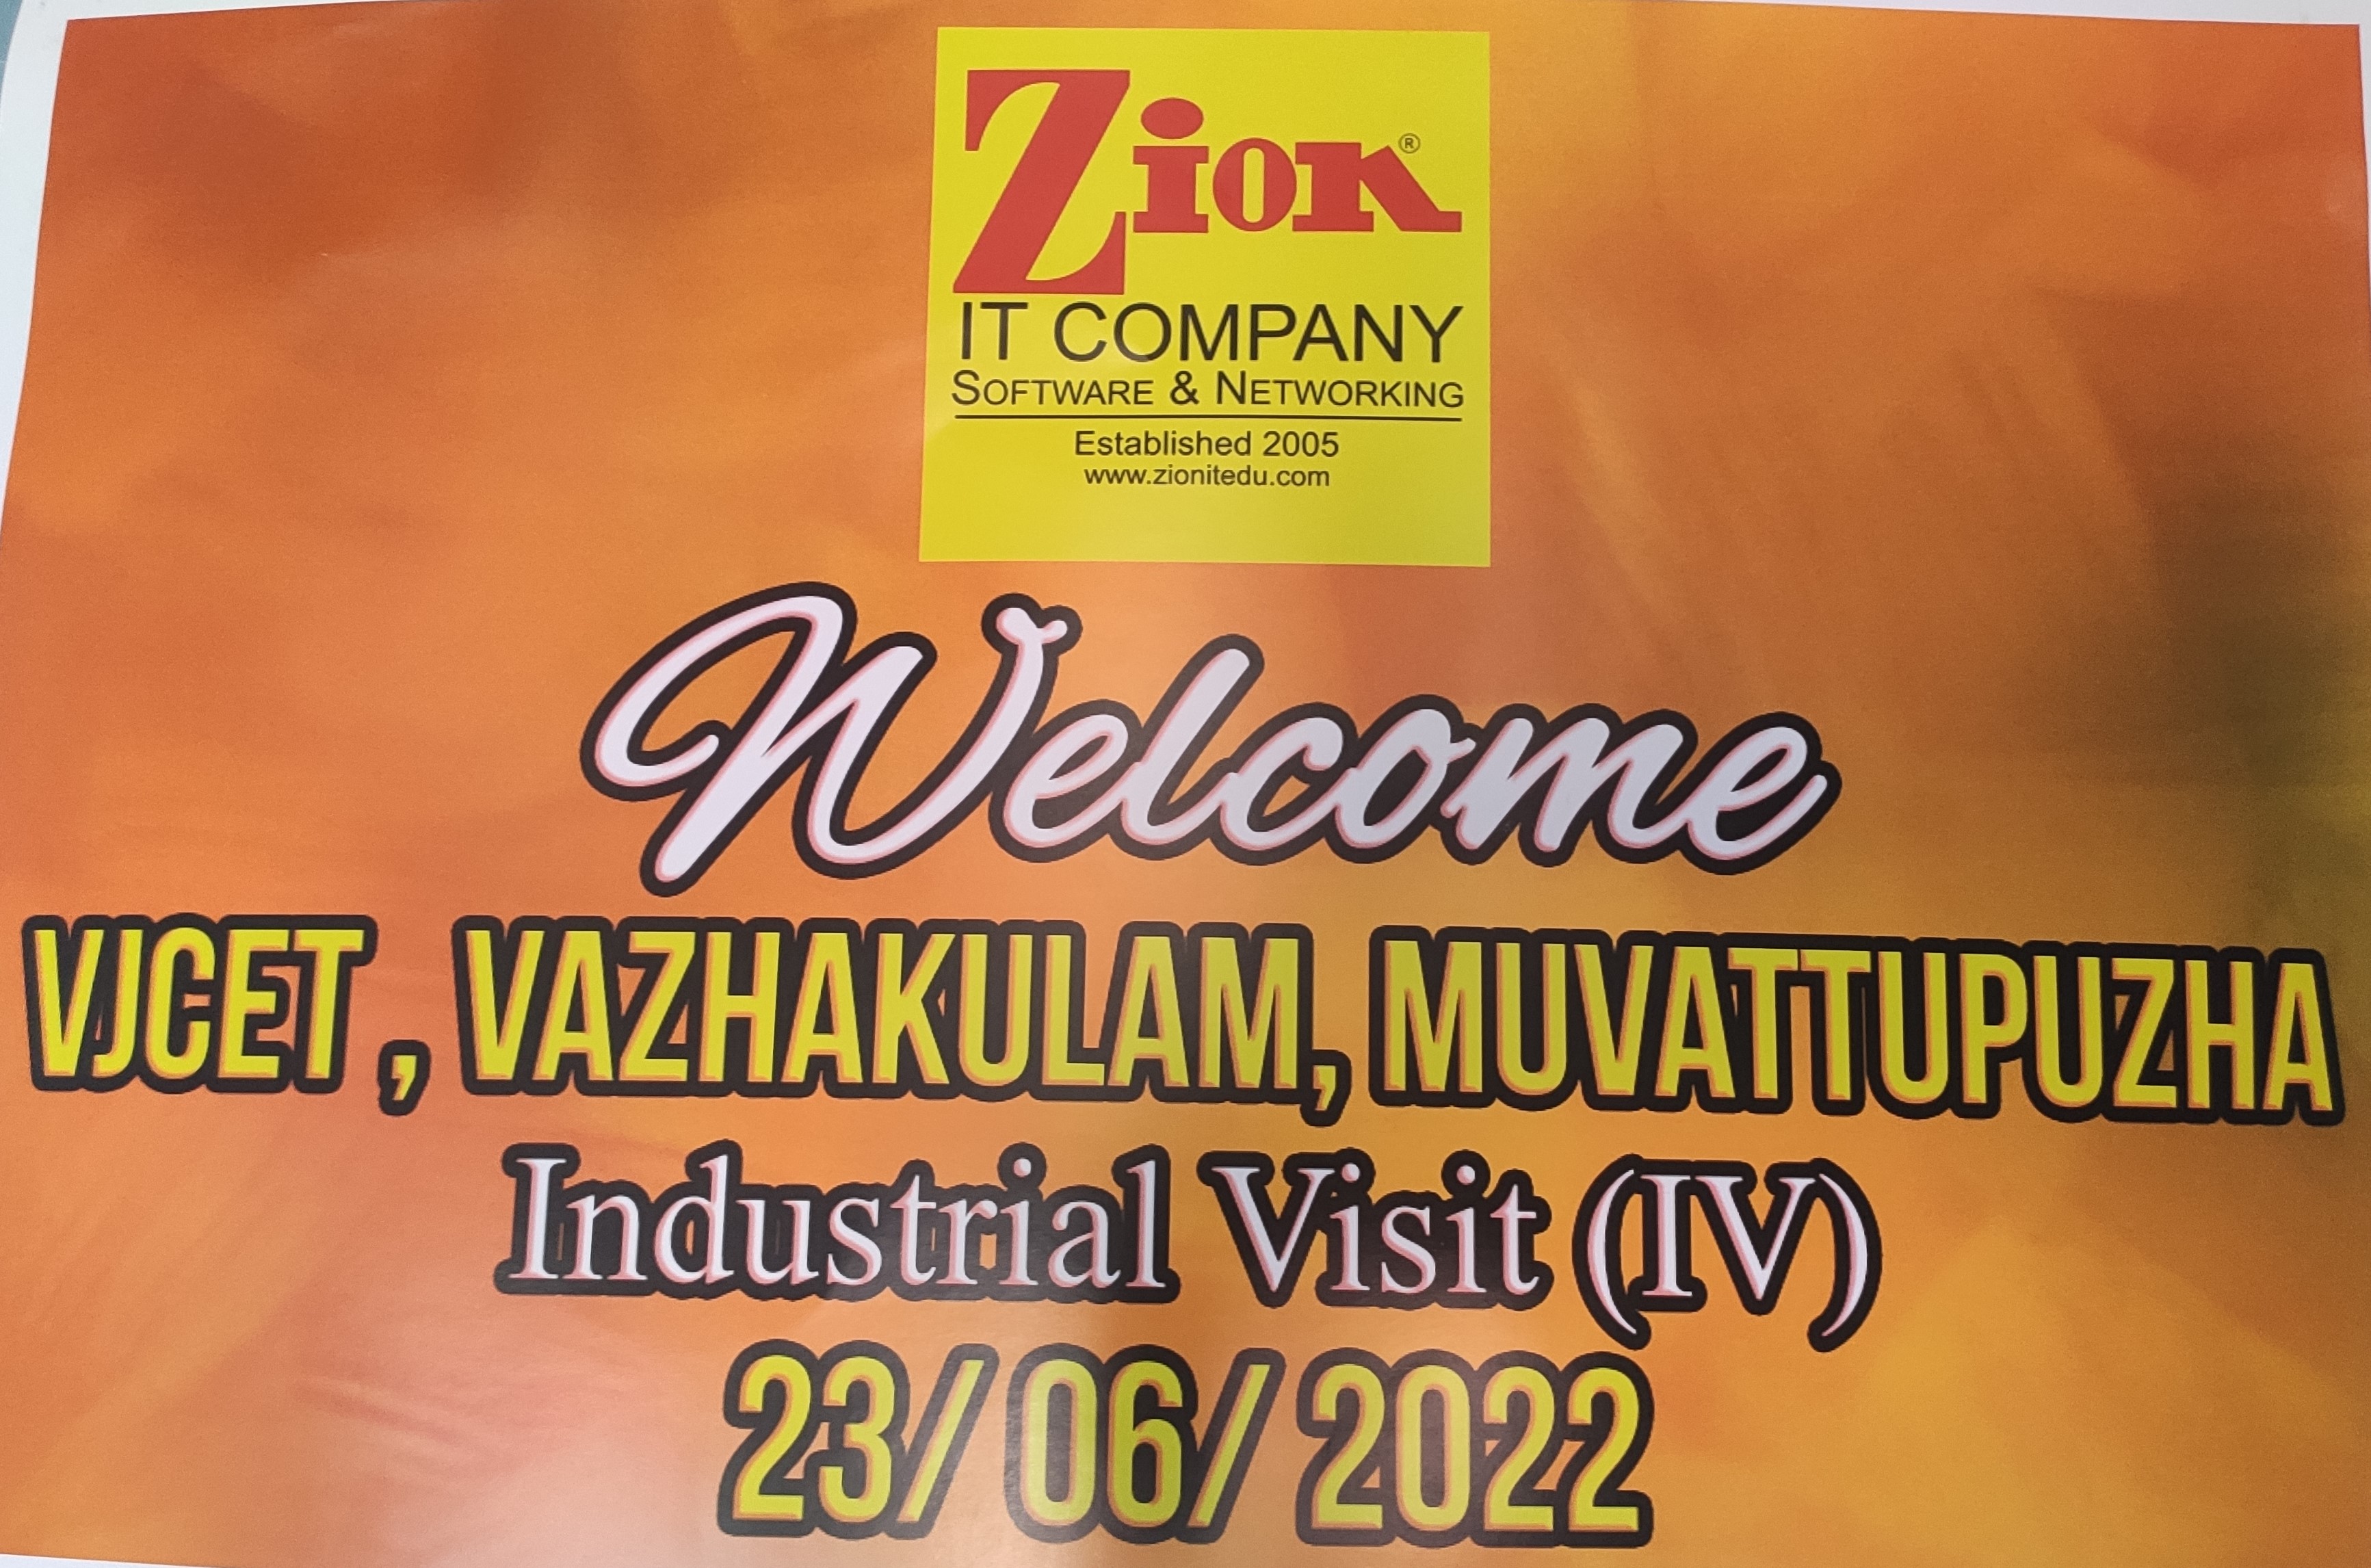 Zion®
IT COMPANY
SOFTWARE & NETWORKING
Established 2005
www.zionitedu.com
Welcome
VJCET , VAZHAKULAM, MUVATTUPUZHA
Industrial Visit (IV)
23/ 06/ 2022